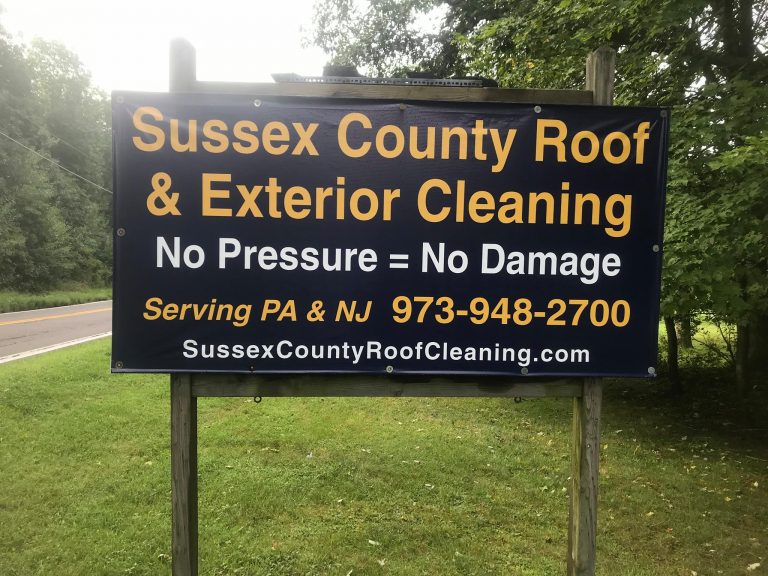 Sussex County Roof
& Exterior Cleaning
No Pressure = No Damage
Serving PA & NJ 973-948-2700
SussexCountyRoofCleaning.com